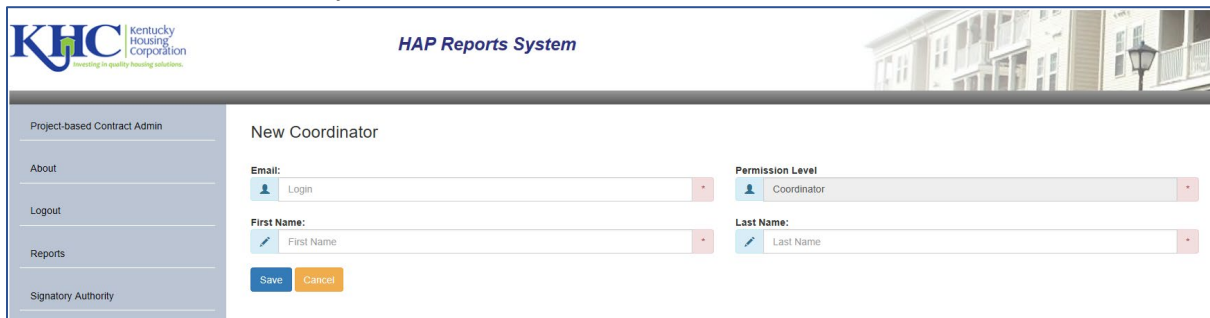 KHC Kentucky
Housing
Corporation
Investing in quality housing solutions.
HAP Reports System
Project-based Contract Admin
About
Logout
Reports
Signatory Authority
New Coordinator
Email:
Login *
Permission Level
Coordinator *
First Name:
First Name *
Last Name:
Last Name *
Save Cancel